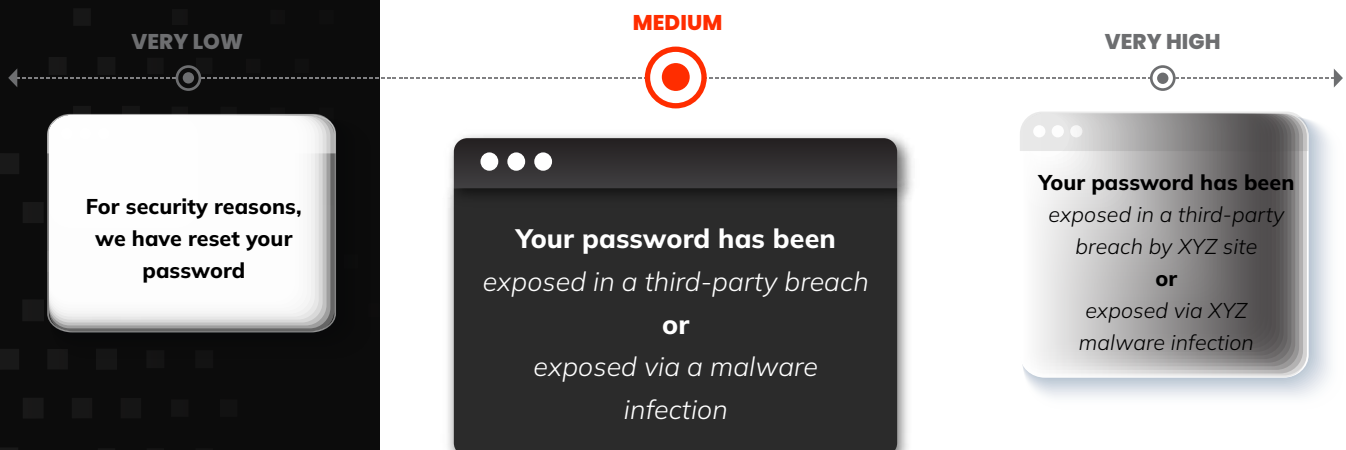 VERY LOW
MEDIUM
VERY HIGH
For security reasons,
we have reset your
password
Your password has been
exposed in a third-party breach
or
exposed via a malware
infection
Your password has been
exposed in a third-party
breach by XYZ site
or
exposed via XYZ
malware infection